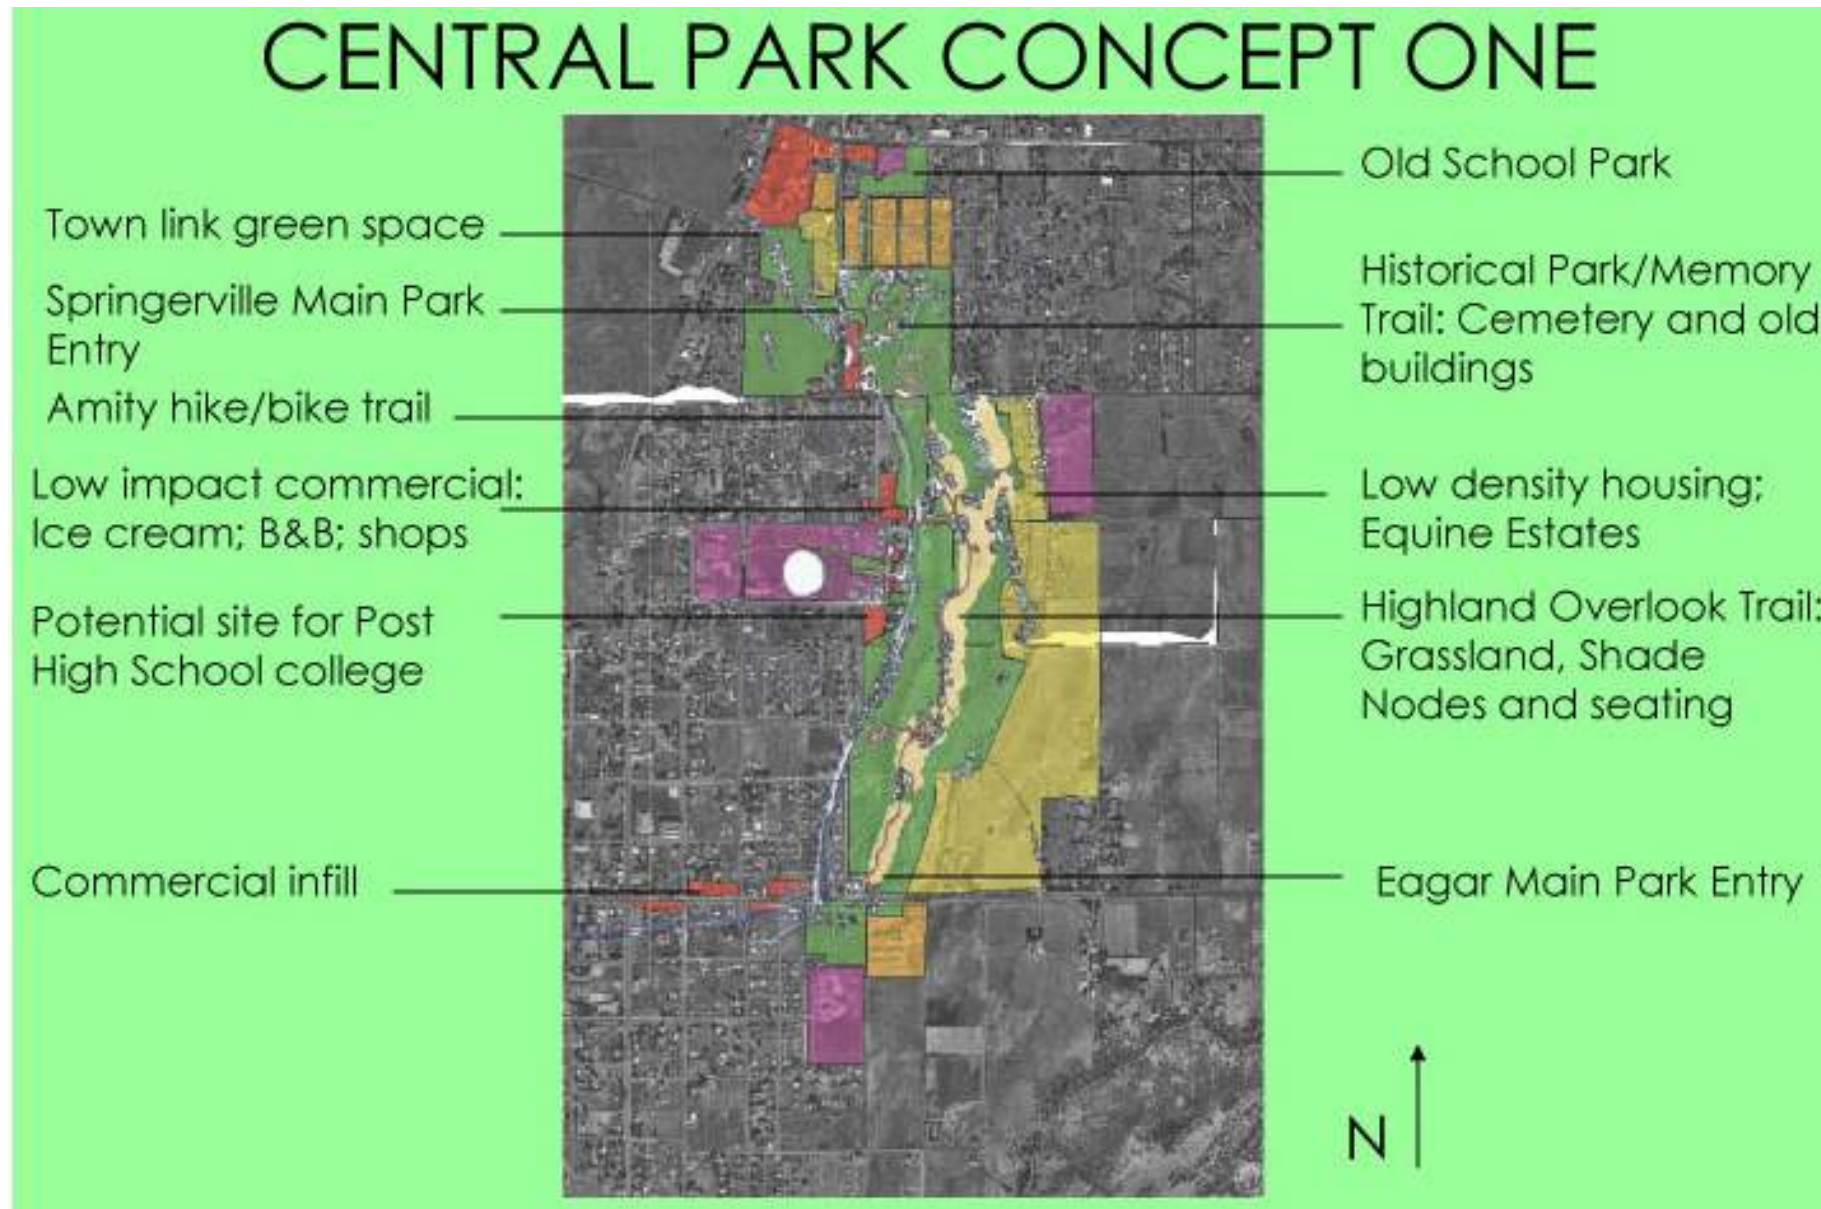 CENTRAL PARK CONCEPT ONE
Town link green space
Springerville Main Park
Entry
Amity hike/bike trail
Low impact commercial:
Ice cream; B&B; shops
Potential site for Post
High School college
Commercial infill
Old School Park
Historical Park/Memory
Trail: Cemetery and old
buildings
Low density housing;
Equine Estates
Highland Overlook Trail:
Grassland, Shade
Nodes and seating
Eagar Main Park Entry
N